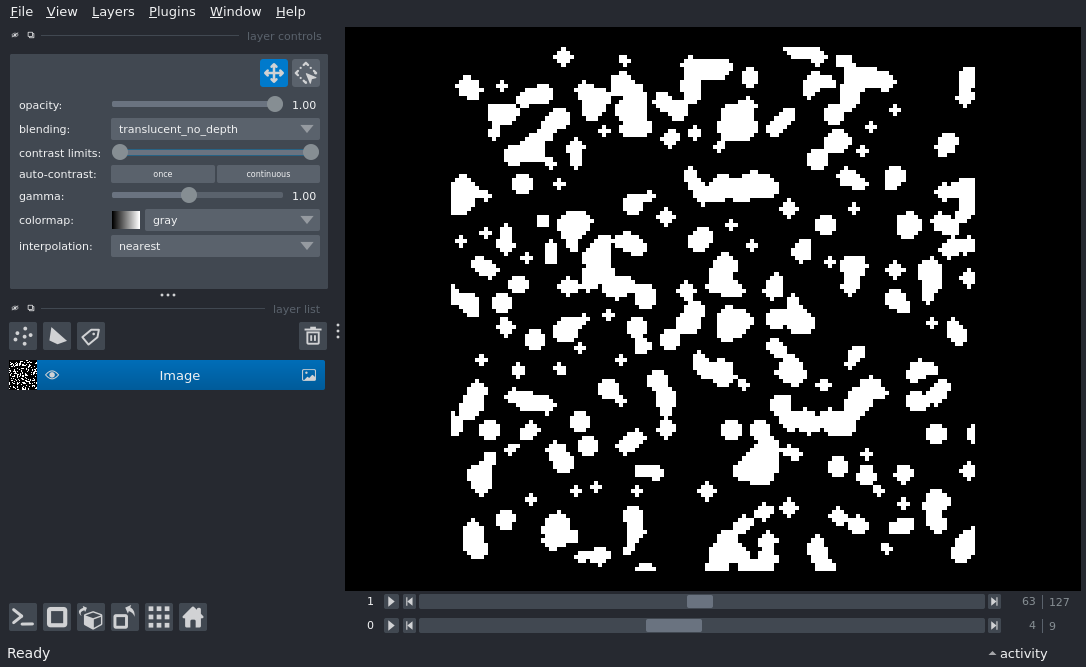 File View Layers Plugins Window Help
layer controls
opacity: 1.00
blending: translucent_no_depth
contrast limits:
auto-contrast: once continuous
gamma: 1.00
colormap: gray
interpolation: nearest
layer list
Image
1 63 127
0 4 9
Ready activity